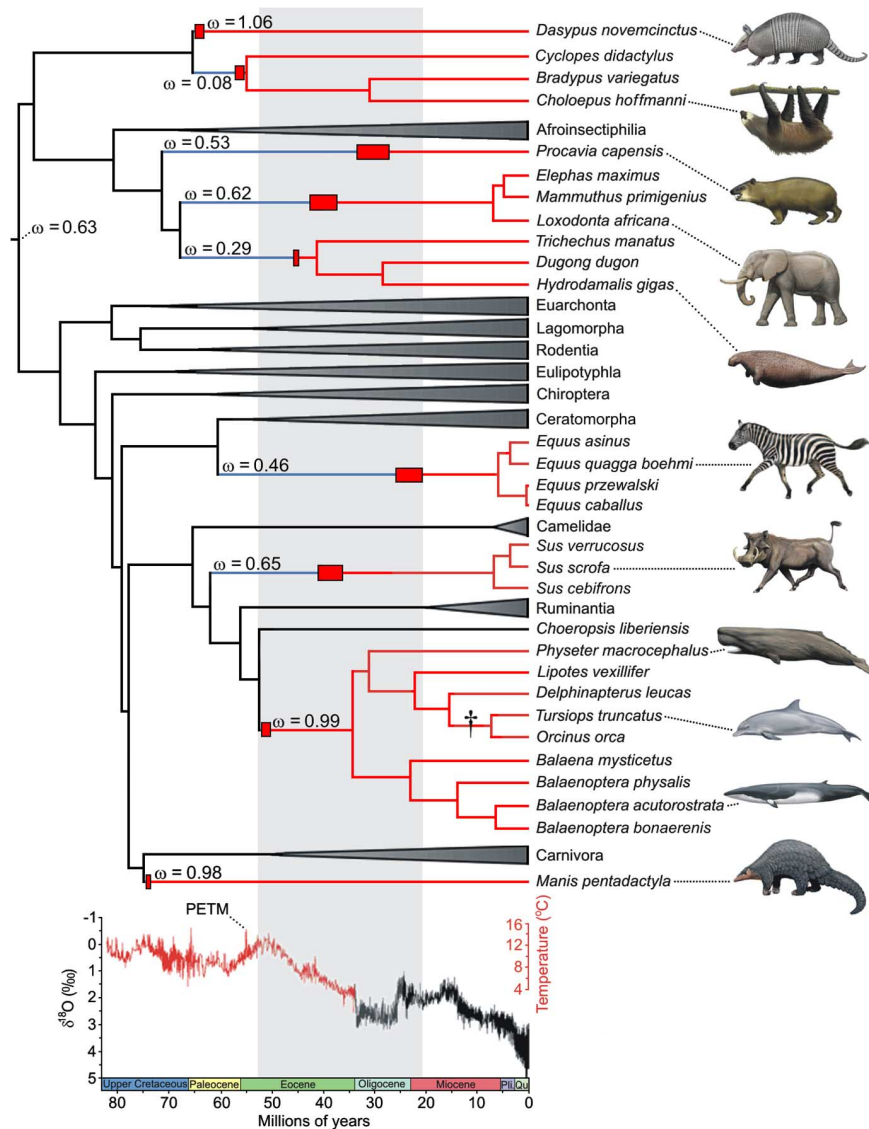 ω = 1.06
Dasypus novemcinctus
Cyclopes didactylus
ω = 0.08
Bradypus variegatus
Choloepus hoffmanni
Afroinsectiphilia
ω = 0.53
Procavia capensis
Elephas maximus
ω = 0.62
Mammuthus primigenius
Loxodonta africana
ω = 0.63
Trichechus manatus
ω = 0.29
Dugong dugon
Hydrodamalis gigas
Euarchonta
Lagomorpha
Rodentia
Eulipotyphla
Chiroptera
Ceratomorpha
Equus asinus
ω = 0.46
Equus quagga boehmi
Equus przewalski
Equus caballus
Camelidae
Sus verrucosus
ω = 0.65
Sus scrofa
Sus cebifrons
Ruminantia
Choeropsis liberiensis
Physeter macrocephalus
Lipotes vexillifer
Delphinapterus leucas
ω = 0.99
†
Tursiops truncatus
Orcinus orca
Balaena mysticetus
Balaenoptera physalis
Balaenoptera acutorostrata
Balaenoptera bonaerenis
Carnivora
ω = 0.98
Manis pentadactyla
PETM
-1
0
1
2
3
4
5
δ18O (‰)
16
12
8
4
Temperature (ºC)
Upper Cretaceous Paleocene Eocene Oligocene Miocene Pli. Qu
80 70 60 50 40 30 20 10 0
Millions of years